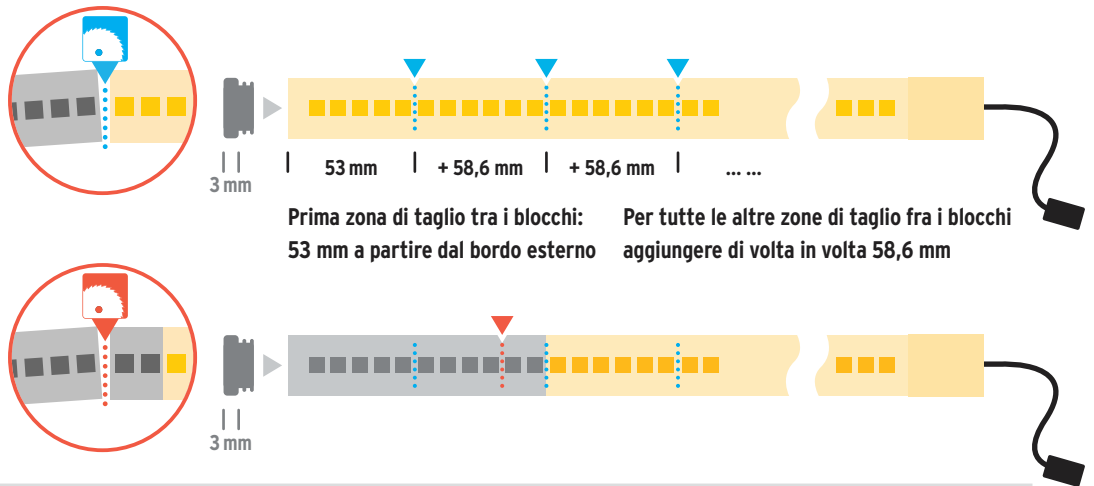 53 mm
+ 58,6 mm
+ 58,6 mm
... ...
3 mm
Prima zona di taglio tra i blocchi:
53 mm a partire dal bordo esterno
Per tutte le altre zone di taglio fra i blocchi
aggiungere di volta in volta 58,6 mm
3 mm